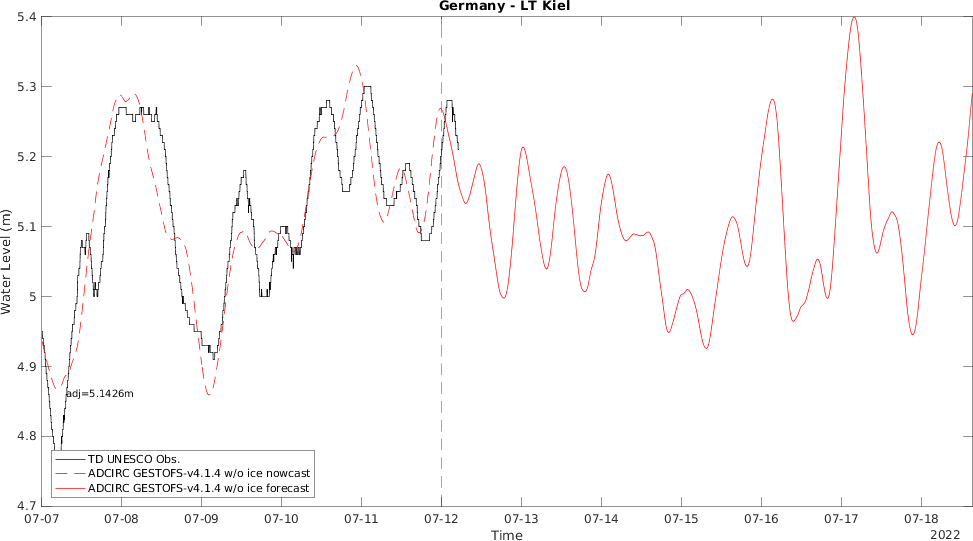 Germany - LT Kiel
Water Level (m)
5.4
5.3
5.2
5.1
5
4.9
4.8
4.7
adj=5.1426m
TD UNESCO Obs.
ADCIRC GESTOFS-v4.1.4 w/o ice nowcast
ADCIRC GESTOFS-v4.1.4 w/o ice forecast
07-07 07-08 07-09 07-10 07-11 07-12 07-13 07-14 07-15 07-16 07-17 07-18
Time
2022